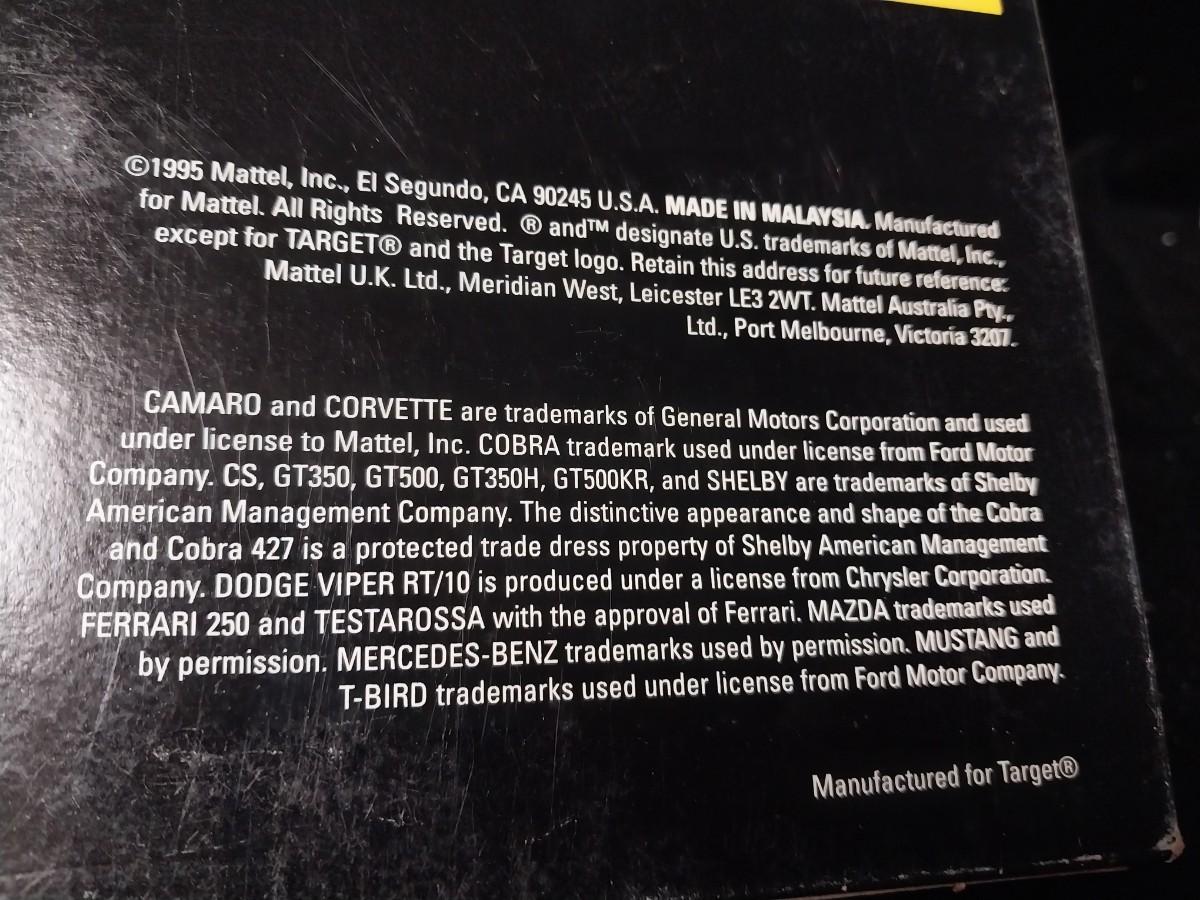 ©1995 Mattel, Inc., El Segundo, CA 90245 U.S.A. MADE IN MALAYSIA. Manufactured
for Mattel. All Rights Reserved. ® and™ designate U.S. trademarks of Mattel, Inc.,
except for TARGET® and the Target logo. Retain this address for future reference:
Mattel U.K. Ltd., Meridian West, Leicester LE3 2WT. Mattel Australia Pty.,
Ltd., Port Melbourne, Victoria 3207.
CAMARO and CORVETTE are trademarks of General Motors Corporation and used
under license to Mattel, Inc. COBRA trademark used under license from Ford Motor
Company. CS, GT350, GT500, GT350H, GT500KR, and SHELBY are trademarks of Shelby
American Management Company. The distinctive appearance and shape of the Cobra
and Cobra 427 is a protected trade dress property of Shelby American Management
Company. DODGE VIPER RT/10 is produced under a license from Chrysler Corporation.
FERRARI 250 and TESTAROSSA with the approval of Ferrari. MAZDA trademarks used
by permission. MERCEDES-BENZ trademarks used by permission. MUSTANG and
T-BIRD trademarks used under license from Ford Motor Company.
Manufactured for Target®